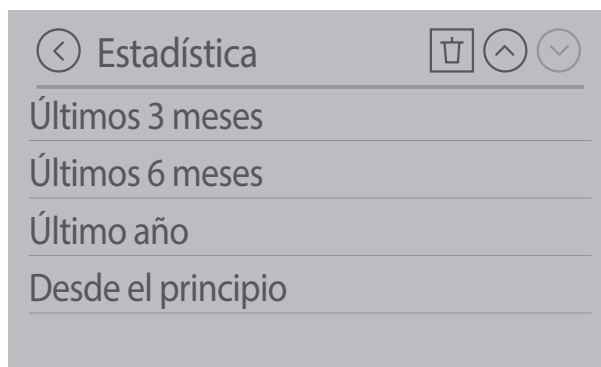 Estadística
Últimos 3 meses
Últimos 6 meses
Último año
Desde el principio